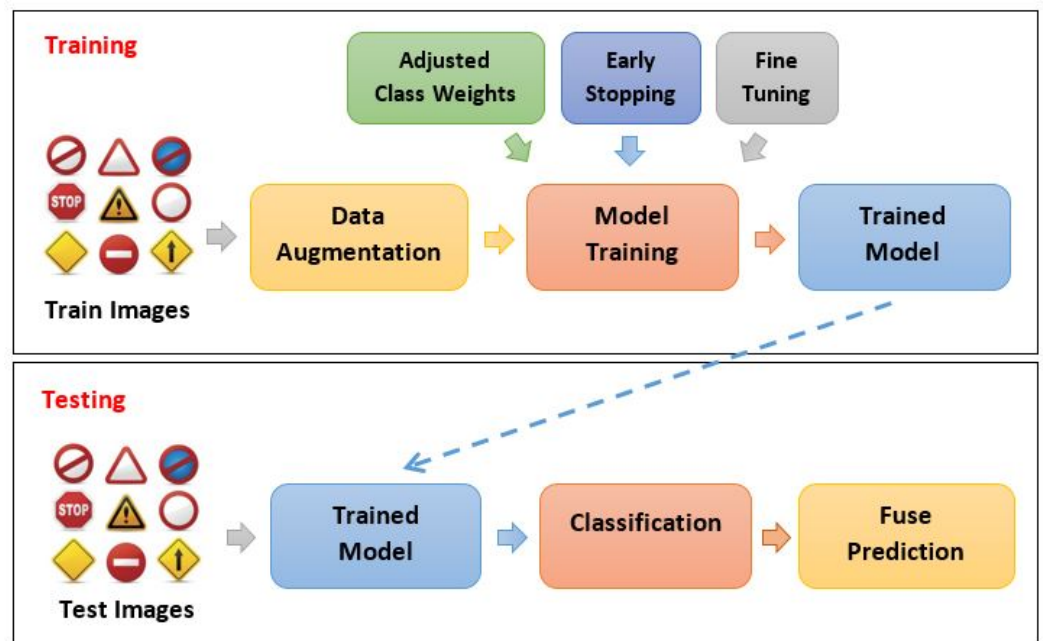 Training
Adjusted
Class Weights
Early
Stopping
Fine
Tuning
STOP
Train Images
Data
Augmentation
Model
Training
Trained
Model
Testing
STOP
Test Images
Trained
Model
Classification
Fuse
Prediction